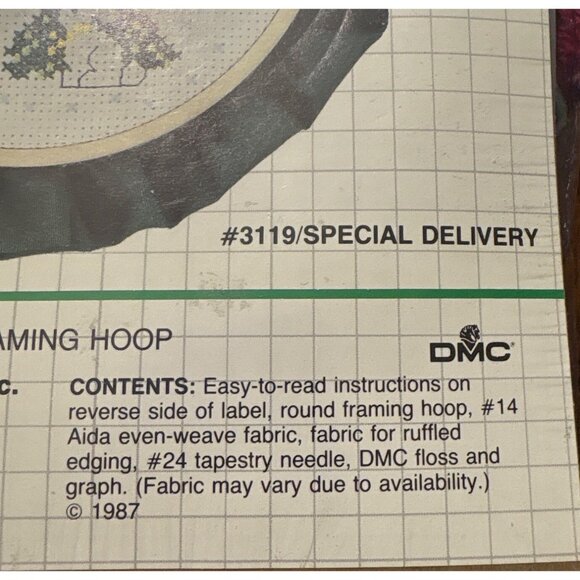 #3119/SPECIAL DELIVERY
AMING HOOP
DMC
c.
CONTENTS: Easy-to-read instructions on
reverse side of label, round framing hoop, #14
Aida even-weave fabric, fabric for ruffled
edging, #24 tapestry needle, DMC floss and
graph. (Fabric may vary due to availability.)
© 1987